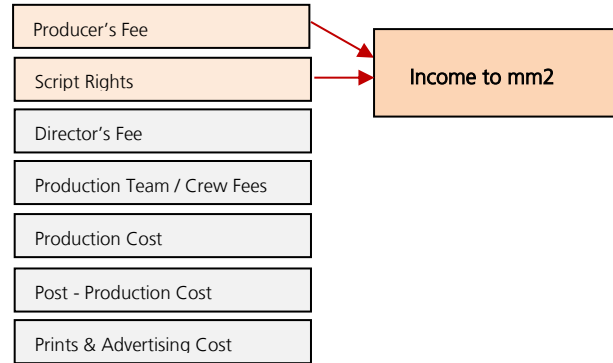 Producer's Fee
Script Rights
Income to mm2
Director's Fee
Production Team / Crew Fees
Production Cost
Post - Production Cost
Prints & Advertising Cost